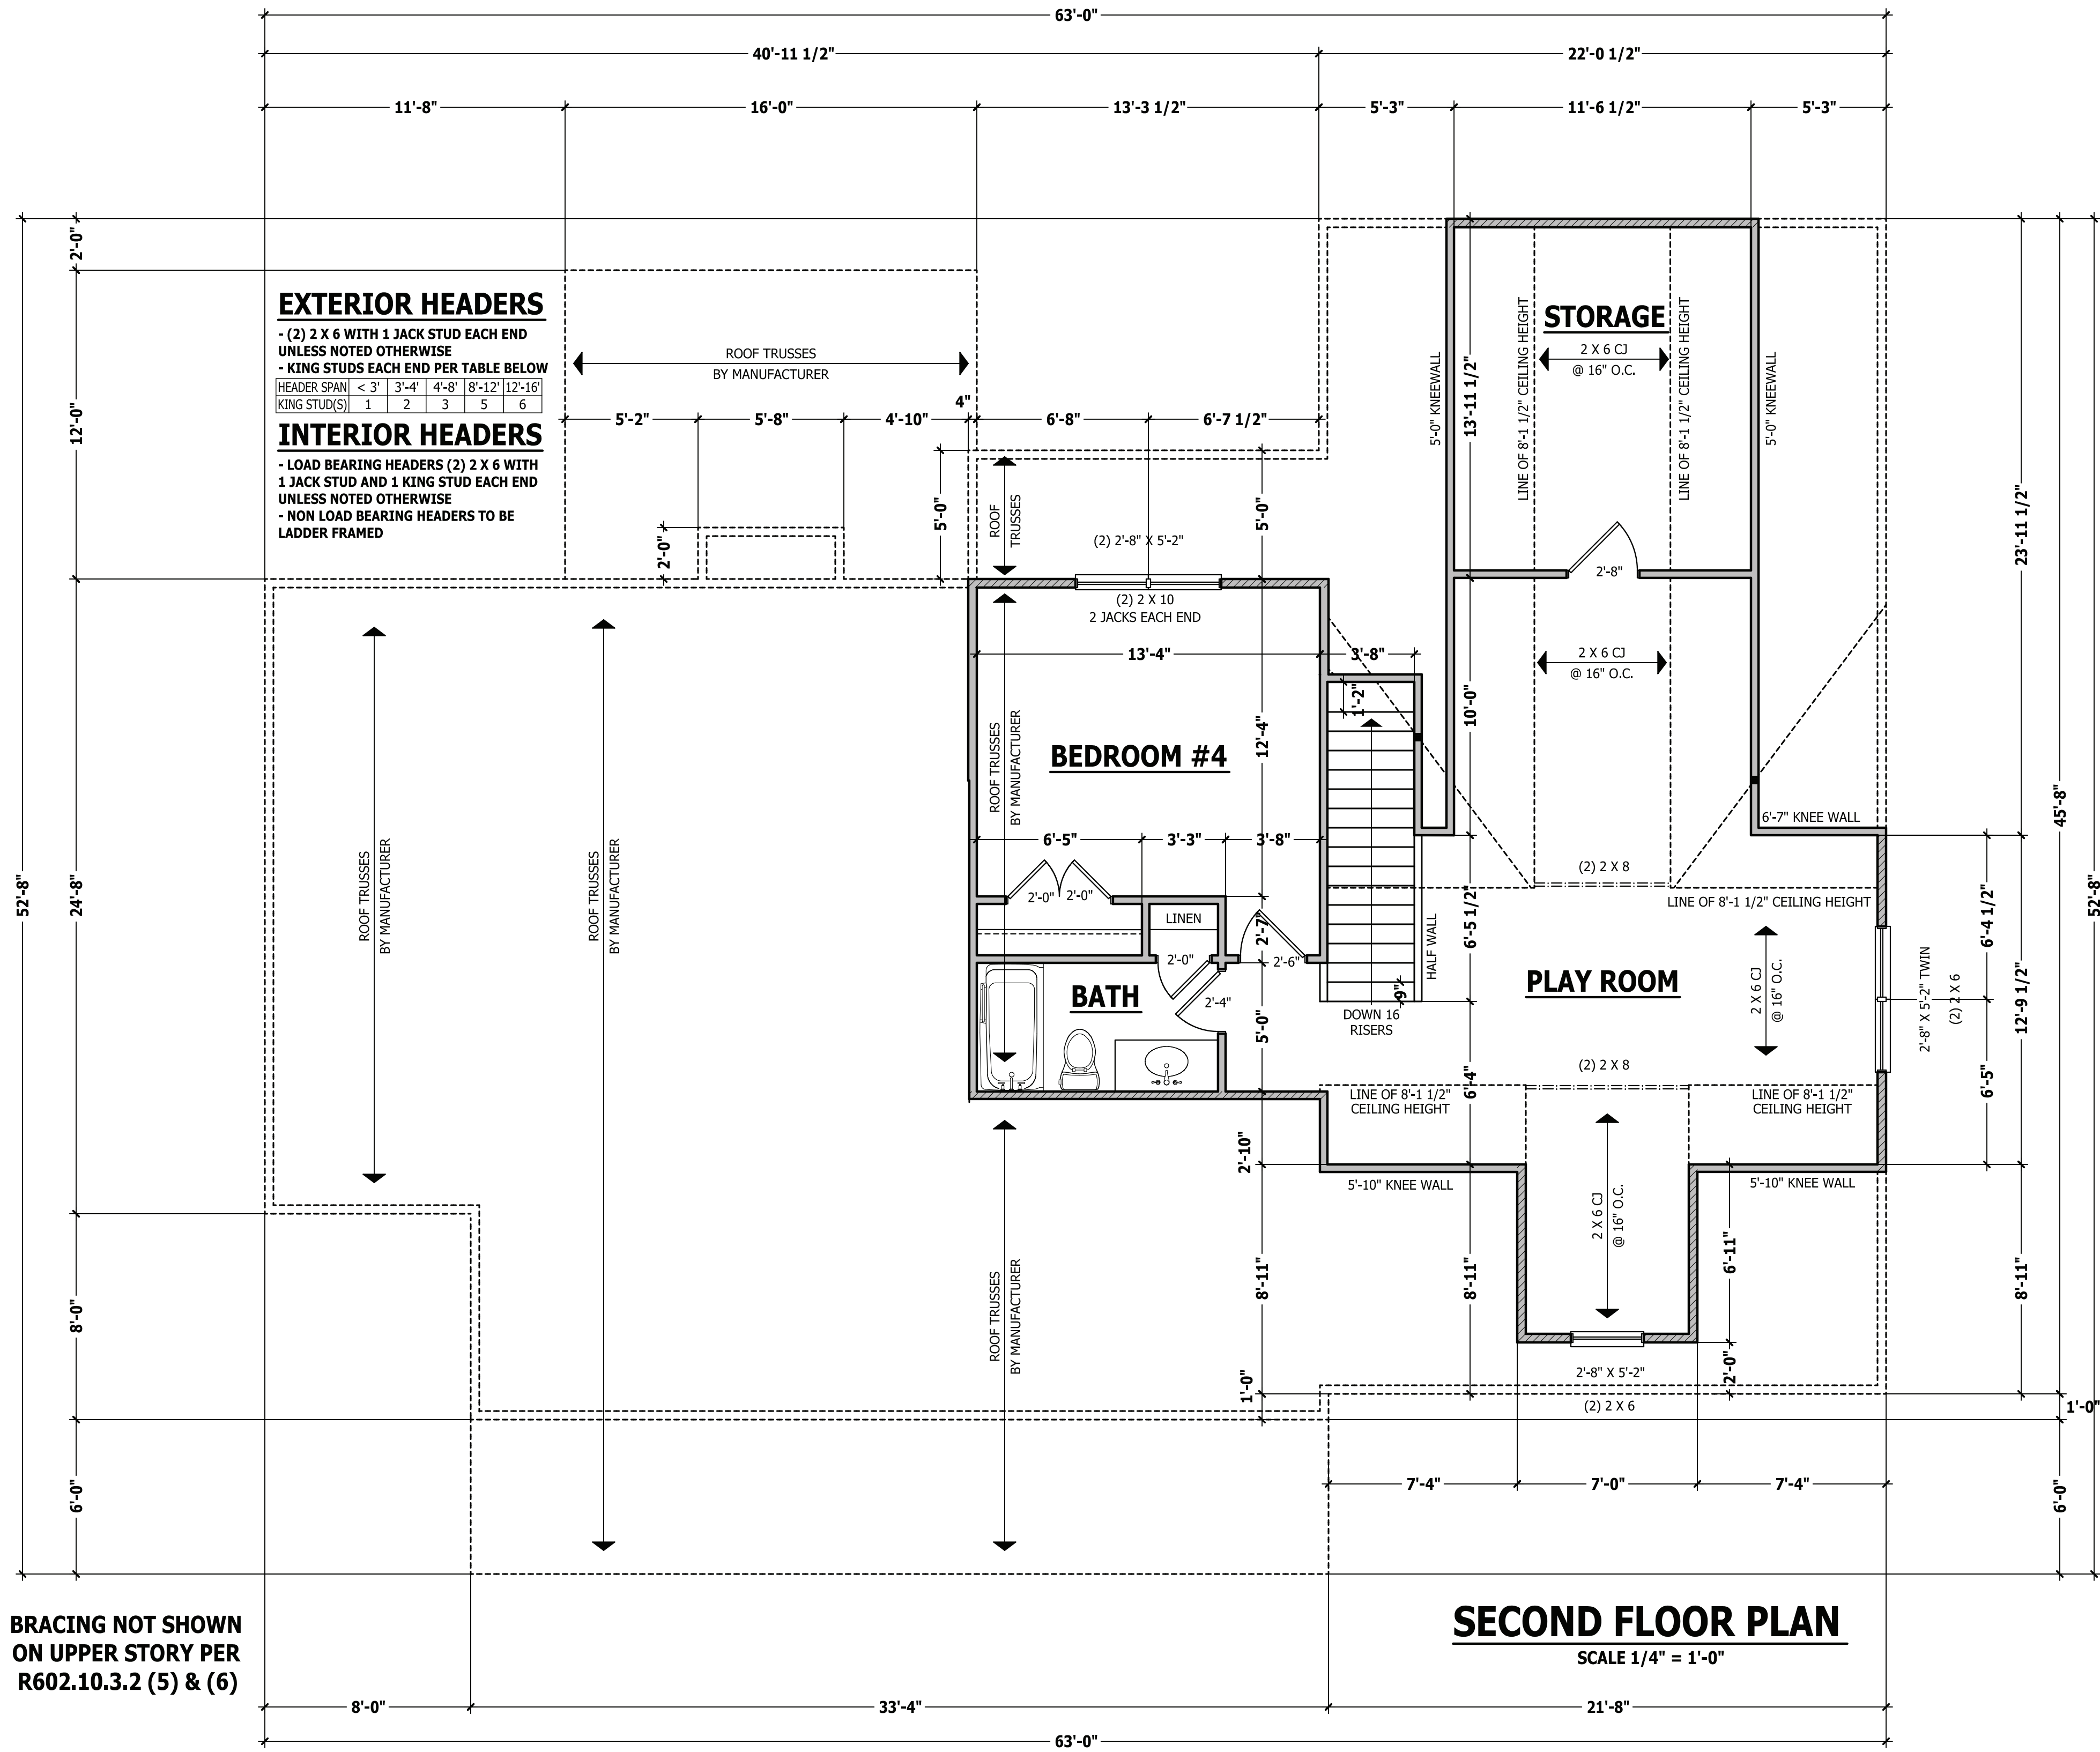 63'-0"
40'-11 1/2"
22'-0 1/2"
11'-8"
16'-0"
13'-3 1/2"
5'-3"
11'-6 1/2"
5'-3"
2'-0"
12'-0"
24'-8"
8'-0"
6'-0"
52'-8"
EXTERIOR HEADERS
- (2) 2 X 6 WITH 1 JACK STUD EACH END
UNLESS NOTED OTHERWISE
- KING STUDS EACH END PER TABLE BELOW
HEADER SPAN < 3' 3'-4' 4'-8' 8'-12' 12'-16'
KING STUD(S) 1 2 3 5 6
INTERIOR HEADERS
- LOAD BEARING HEADERS (2) 2 X 6 WITH
1 JACK STUD AND 1 KING STUD EACH END
UNLESS NOTED OTHERWISE
- NON LOAD BEARING HEADERS TO BE
LADDER FRAMED
ROOF TRUSSES
BY MANUFACTURER
5'-2"
5'-8"
4'-10"
4"
6'-8"
6'-7 1/2"
2'-0"
5'-0"
ROOF
TRUSSES
5'-0"
(2) 2'-8" X 5'-2"
(2) 2 X 10
2 JACKS EACH END
13'-4"
3'-8"
1'-2"
ROOF TRUSSES
BY MANUFACTURER
ROOF TRUSSES
BY MANUFACTURER
ROOF TRUSSES
BY MANUFACTURER
BEDROOM #4
12'-4"
6'-5"
3'-3"
3'-8"
2'-0"
2'-0"
LINEN
2'-7"
2'-0"
2'-6"
BATH
2'-4"
5'-0"
HALF WALL
9"
DOWN 16
RISERS
5'-0" KNEEWALL
13'-11 1/2"
LINE OF 8'-1 1/2" CEILING HEIGHT
STORAGE
2 X 6 CJ
@ 16" O.C.
LINE OF 8'-1 1/2" CEILING HEIGHT
5'-0" KNEEWALL
2'-8"
2 X 6 CJ
@ 16" O.C.
10'-0"
6'-7" KNEE WALL
(2) 2 X 8
LINE OF 8'-1 1/2" CEILING HEIGHT
6'-5 1/2"
PLAY ROOM
2 X 6 CJ
@ 16" O.C.
2'-8" X 5'-2" TWIN
(2) 2 X 6
6'-4 1/2"
6'-5"
12'-9 1/2"
23'-11 1/2"
45'-8"
52'-8"
(2) 2 X 8
6'-4"
LINE OF 8'-1 1/2"
CEILING HEIGHT
LINE OF 8'-1 1/2"
CEILING HEIGHT
2'-10"
5'-10" KNEE WALL
5'-10" KNEE WALL
2 X 6 CJ
@ 16" O.C.
6'-11"
8'-11"
8'-11"
8'-11"
ROOF TRUSSES
BY MANUFACTURER
2'-8" X 5'-2"
2'-0"
1'-0"
(2) 2 X 6
1'-0"
7'-4"
7'-0"
7'-4"
6'-0"
BRACING NOT SHOWN
ON UPPER STORY PER
R602.10.3.2 (5) & (6)
SECOND FLOOR PLAN
SCALE 1/4" = 1'-0"
8'-0"
33'-4"
21'-8"
63'-0"